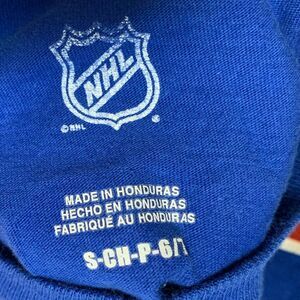 NHL
©NHL ®
MADE IN HONDURAS
HECHO EN HONDURAS
FABRIQUÉ AU HONDURAS
S-CH-P-6/7